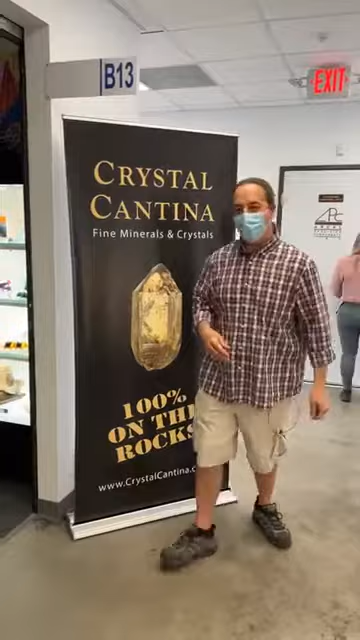 B13
EXIT
CRYSTAL
CANTINA
Fine Minerals & Crystals
100%
ON THE
ROCKS
www.CrystalCantina.c